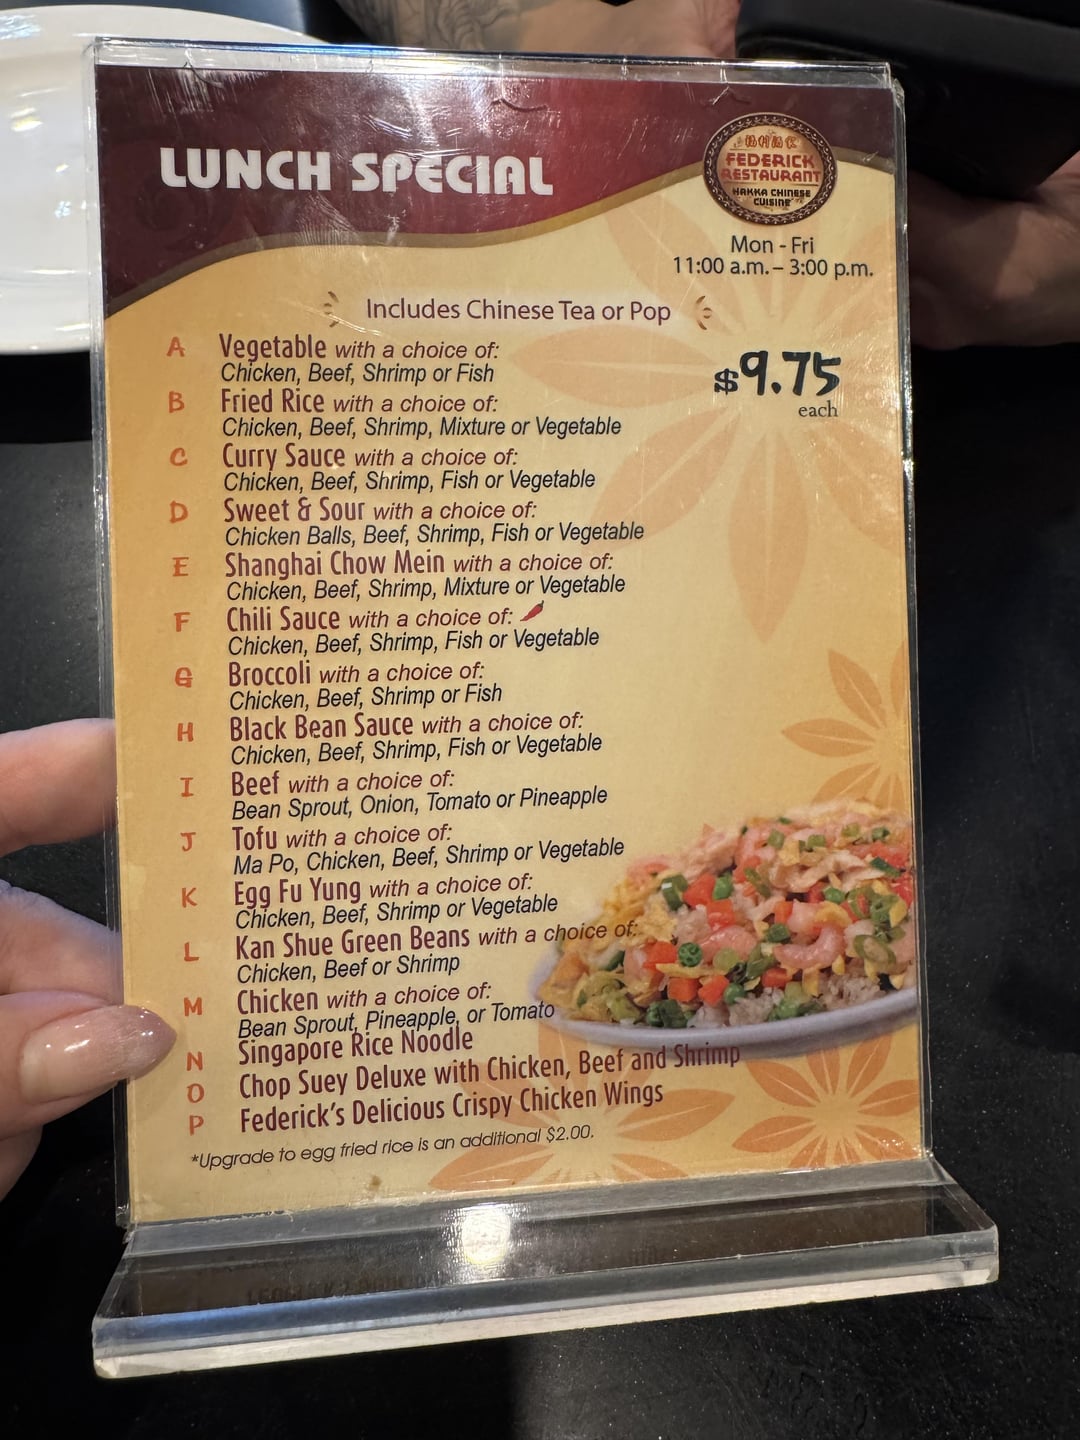 LUNCH SPECIAL
FEDERICK
RESTAURANT
HAKKA CHINESE
CUISINE
Mon - Fri
11:00 a.m. – 3:00 p.m.
Includes Chinese Tea or Pop
$9.75
each
A Vegetable with a choice of:
Chicken, Beef, Shrimp or Fish
B Fried Rice with a choice of:
Chicken, Beef, Shrimp, Mixture or Vegetable
C Curry Sauce with a choice of:
Chicken, Beef, Shrimp, Fish or Vegetable
D Sweet & Sour with a choice of:
Chicken Balls, Beef, Shrimp, Fish or Vegetable
E Shanghai Chow Mein with a choice of:
Chicken, Beef, Shrimp, Mixture or Vegetable
F Chili Sauce with a choice of:
Chicken, Beef, Shrimp, Fish or Vegetable
G Broccoli with a choice of:
Chicken, Beef, Shrimp or Fish
H Black Bean Sauce with a choice of:
Chicken, Beef, Shrimp, Fish or Vegetable
I Beef with a choice of:
Bean Sprout, Onion, Tomato or Pineapple
J Tofu with a choice of:
Ma Po, Chicken, Beef, Shrimp or Vegetable
K Egg Fu Yung with a choice of:
Chicken, Beef, Shrimp or Vegetable
L Kan Shue Green Beans with a choice of:
Chicken, Beef or Shrimp
M Chicken with a choice of:
Bean Sprout, Pineapple, or Tomato
N Singapore Rice Noodle
O Chop Suey Deluxe with Chicken, Beef and Shrimp
P Federick's Delicious Crispy Chicken Wings
*Upgrade to egg fried rice is an additional $2.00.